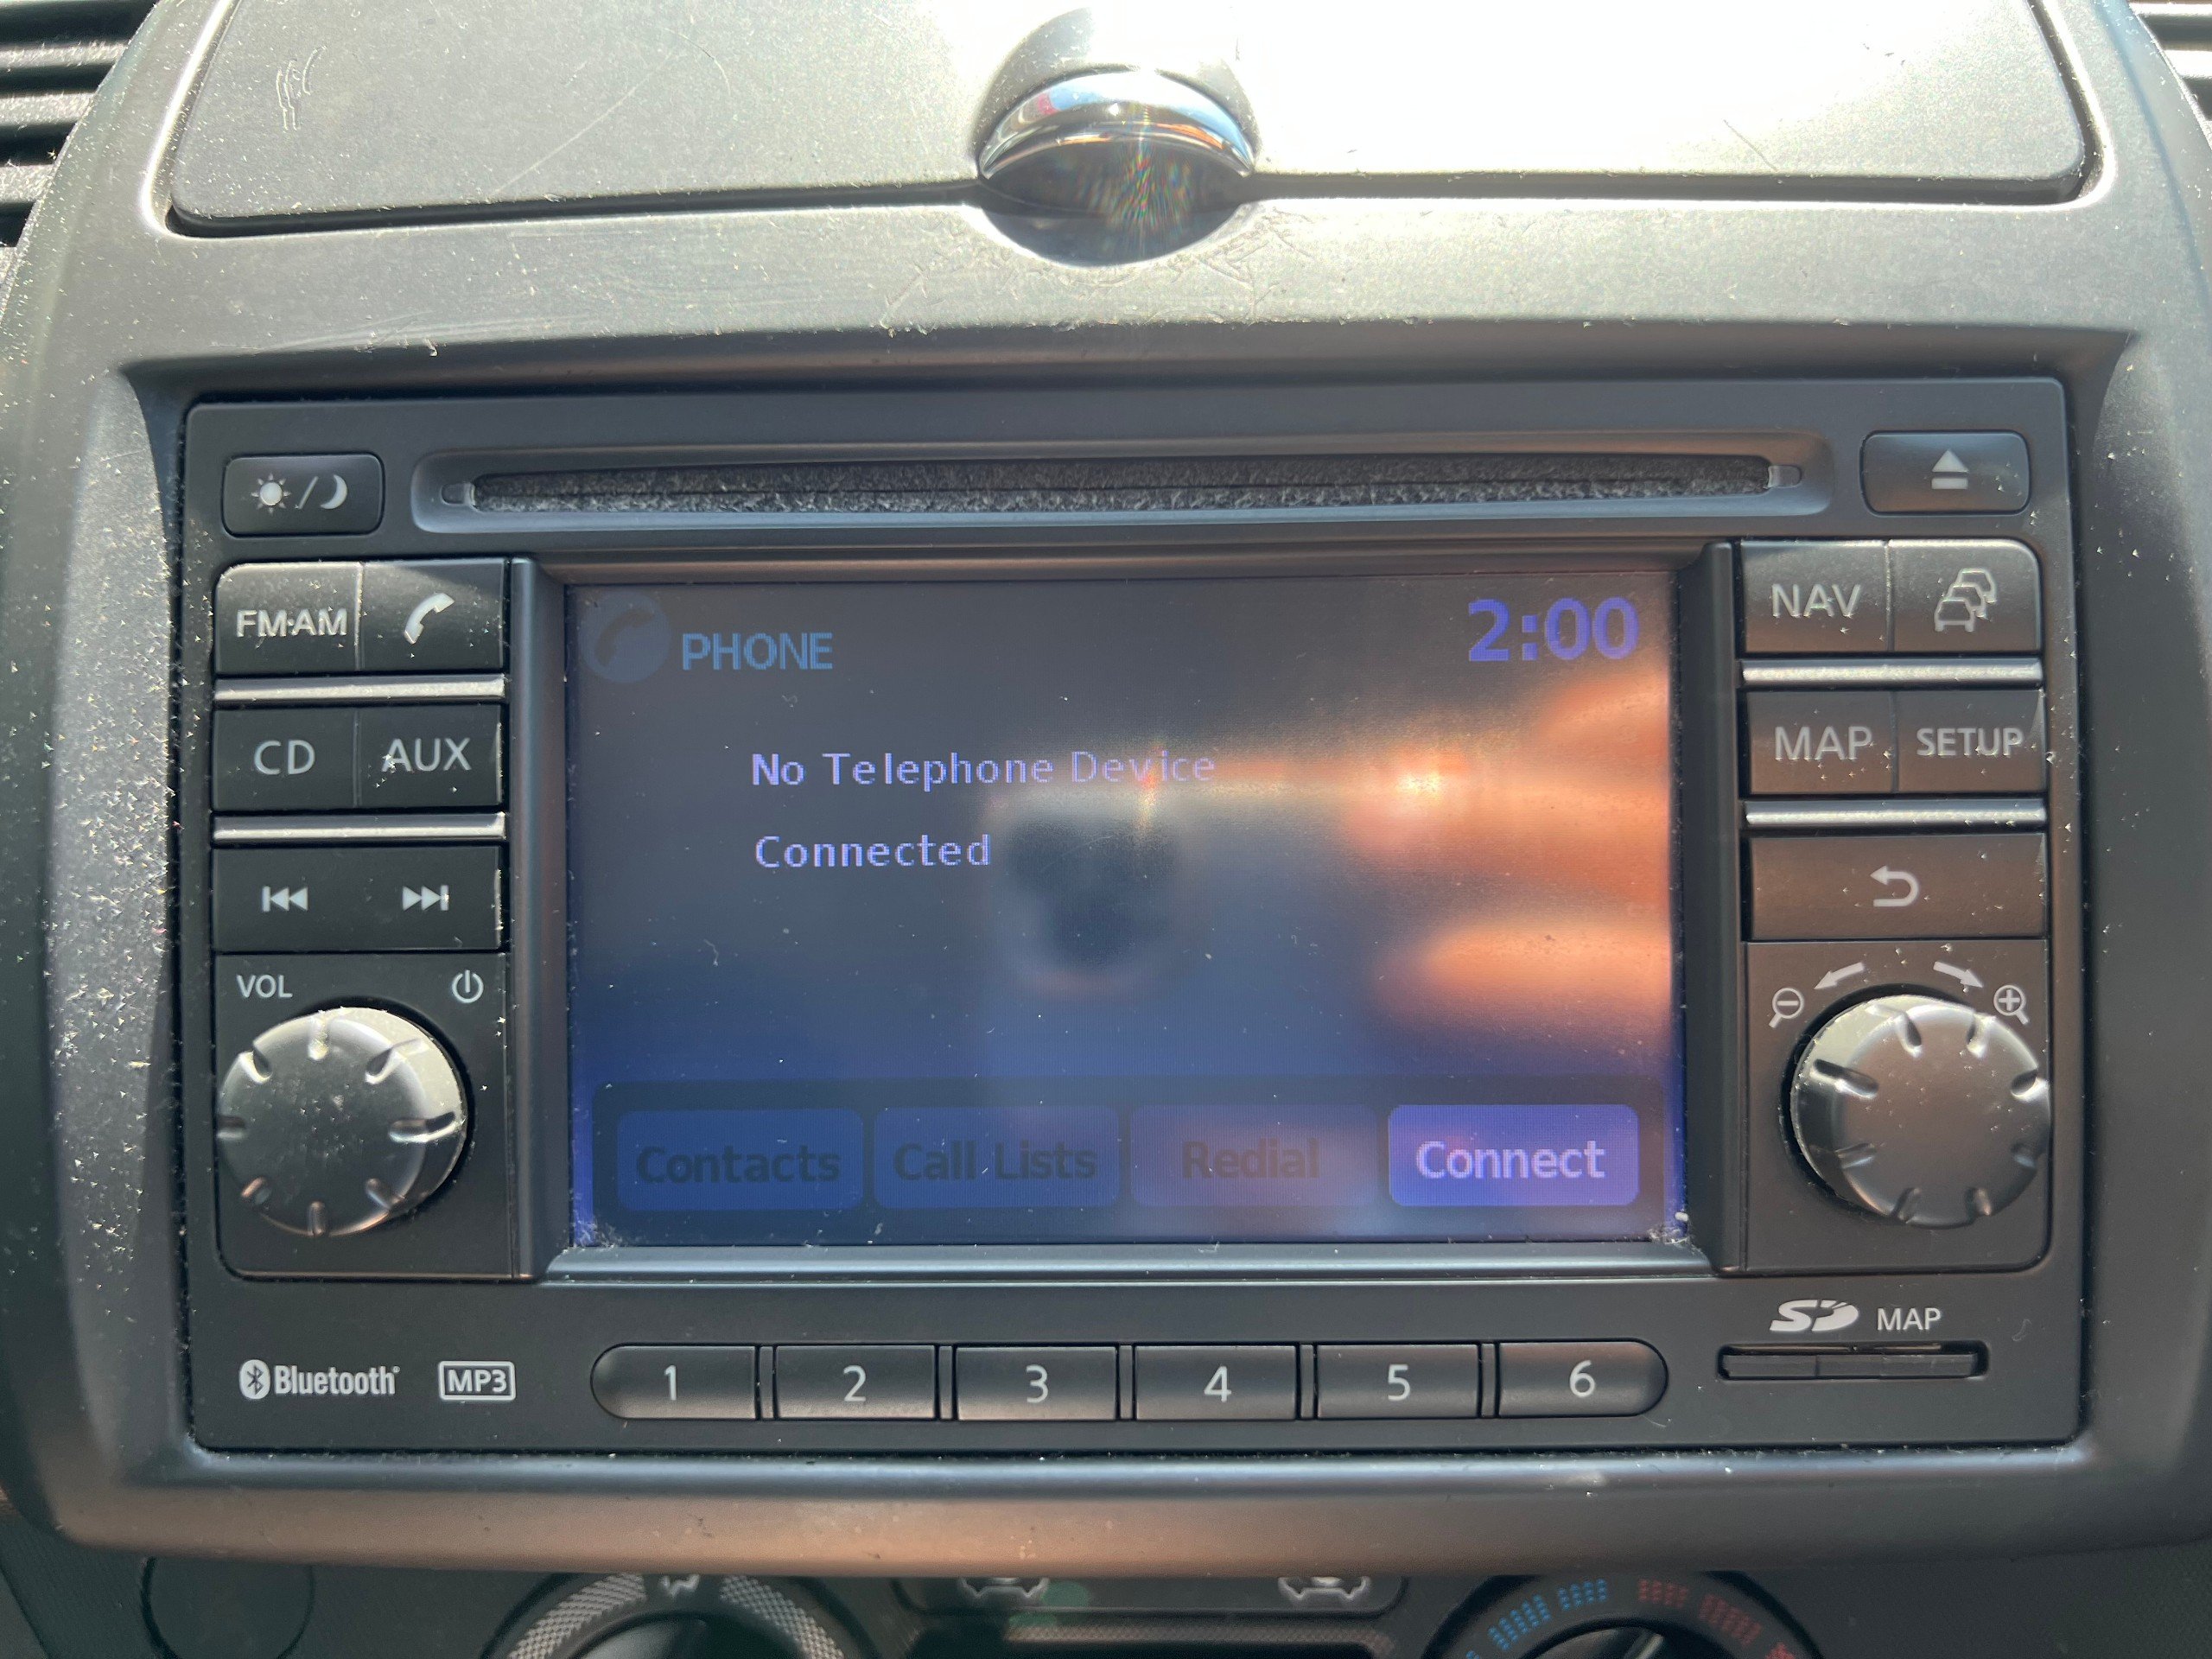 FM·AM
CD
AUX
VOL
PHONE
2:00
No Telephone Device
Connected
Contacts
Call Lists
Redial
Connect
NAV
MAP
SETUP
Bluetooth®
MP3
1
2
3
4
5
6
SD
MAP